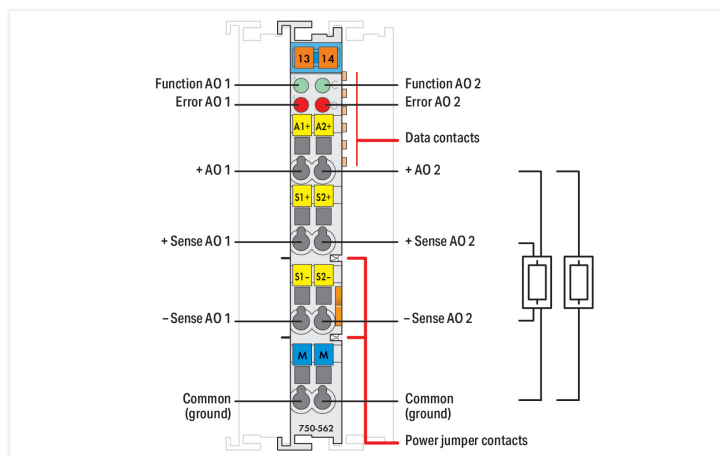 13 14
Function AO 1
Function AO 2
Error AO 1
Error AO 2
A1+ A2+
Data contacts
+ AO 1
+ AO 2
S1+ S2+
+ Sense AO 1
+ Sense AO 2
S1– S2–
– Sense AO 1
– Sense AO 2
M M
Common
(ground)
Common
(ground)
750-562
Power jumper contacts